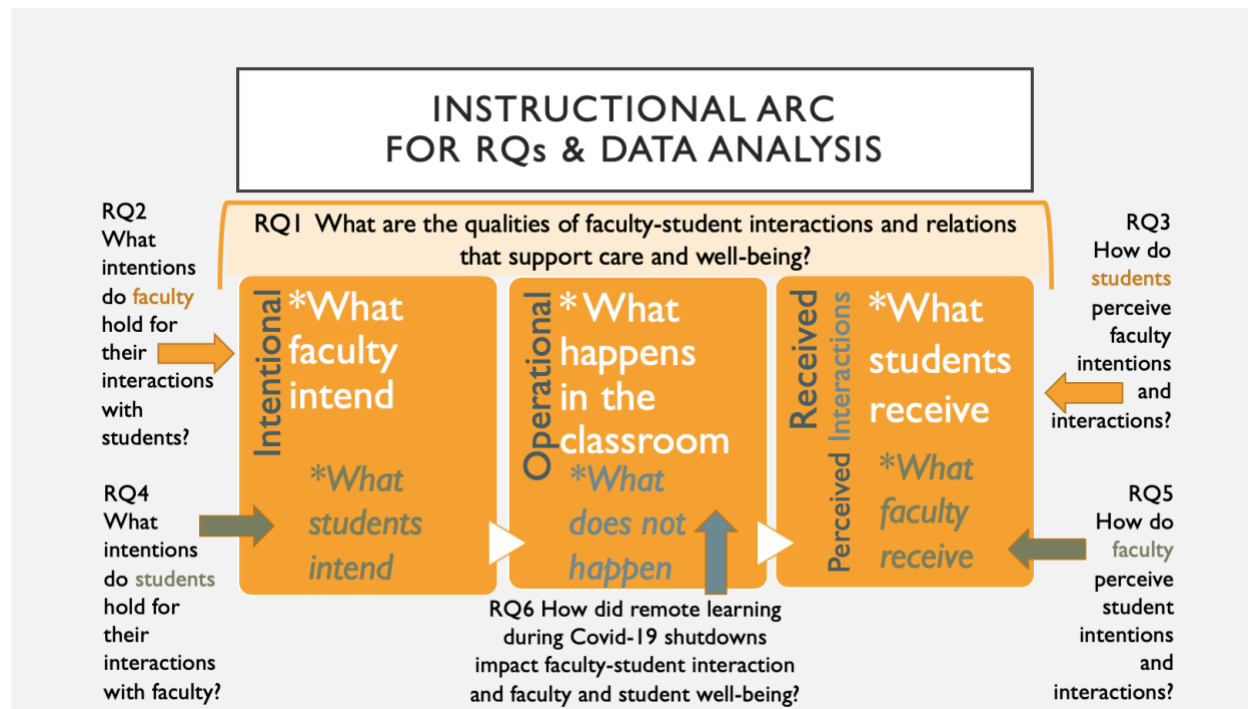 INSTRUCTIONAL ARC
FOR RQs & DATA ANALYSIS
RQ1 What are the qualities of faculty-student interactions and relations
that support care and well-being?
RQ2
What
intentions
do faculty
hold for
their
interactions
with
students?
RQ4
What
intentions
do students
hold for
their
interactions
with faculty?
Intentional
*What
faculty
intend
*What
students
intend
Operational
*What
happens
in the
classroom
*What
does not
happen
Received
Perceived Interactions
*What
students
receive
*What
faculty
receive
RQ3
How do
students
perceive
faculty
intentions
and
interactions?
RQ5
How do
faculty
perceive
student
intentions
and
interactions?
RQ6 How did remote learning
during Covid-19 shutdowns
impact faculty-student interaction
and faculty and student well-being?